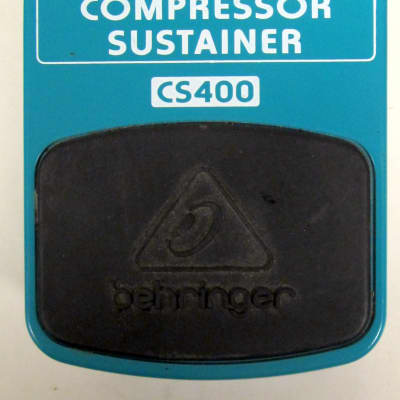 COMPRESSOR
SUSTAINER
CS400
behringer